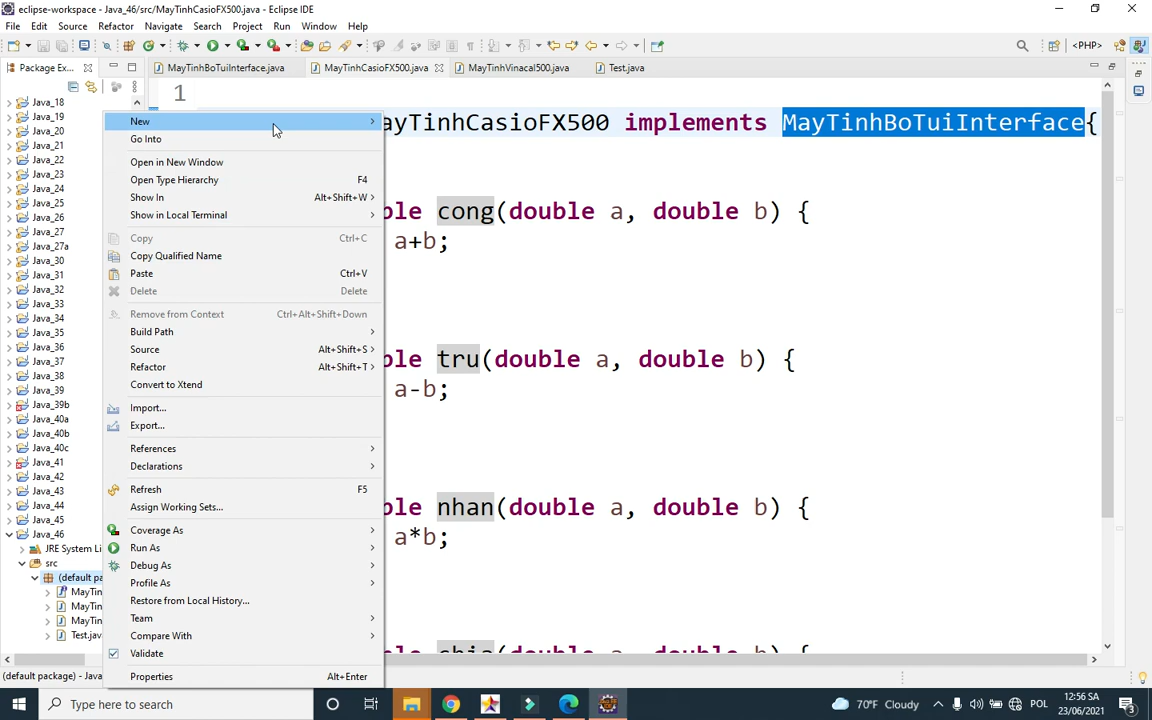 eclipse-workspace - Java_46/src/MayTinhCasioFX500.java - Eclipse IDE
File Edit Source Refactor Navigate Search Project Run Window Help
<PHP>
Package Ex...
MayTinhBoTuiInterface.java MayTinhCasioFX500.java MayTinhVinacal500.java Test.java
Java_18
Java_19
Java_20
Java_21
Java_22
Java_23
Java_24
Java_25
Java_26
Java_27
Java_27a
Java_30
Java_31
Java_32
Java_33
Java_34
Java_35
Java_36
Java_37
Java_38
Java_39
Java_39b
Java_40a
Java_40b
Java_40c
Java_41
Java_42
Java_43
Java_44
Java_45
Java_46
JRE System Li
src
(default pa
MayTin
MayTin
MayTin
Test.jav
New
Go Into
Open in New Window
Open Type Hierarchy F4
Show In Alt+Shift+W
Show in Local Terminal
Copy Ctrl+C
Copy Qualified Name
Paste Ctrl+V
Delete Delete
Remove from Context Ctrl+Alt+Shift+Down
Build Path
Source Alt+Shift+S
Refactor Alt+Shift+T
Convert to Xtend
Import...
Export...
References
Declarations
Refresh F5
Assign Working Sets...
Coverage As
Run As
Debug As
Profile As
Restore from Local History...
Team
Compare With
Validate
Properties Alt+Enter
1
ayTinhCasioFX500 implements MayTinhBoTuiInterface{
ble cong(double a, double b) {
a+b;
ble tru(double a, double b) {
a-b;
ble nhan(double a, double b) {
a*b;
ble chia(double a, double b) {
(default package) - Java
Type here to search
70°F Cloudy
POL
12:56 SA
23/06/2021
3